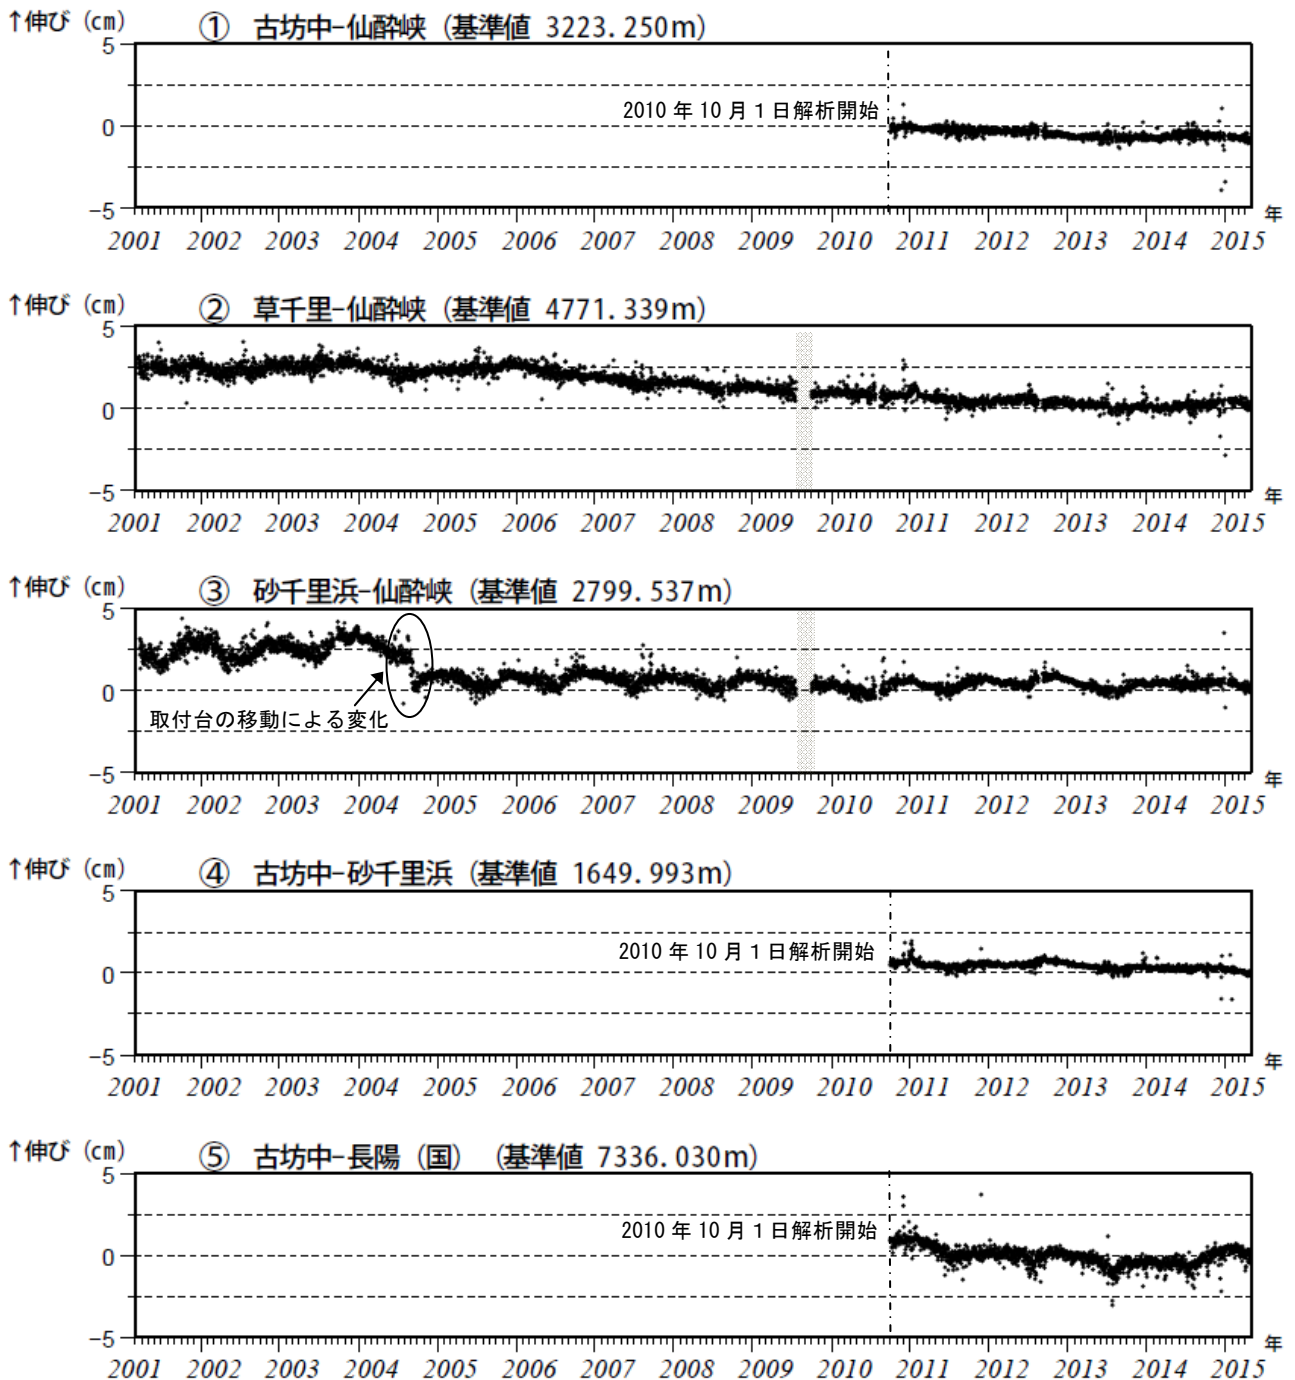 ↑伸び (cm) ① 古坊中-仙酔峡 (基準値 3223.250m)
5
2010 年 10 月 1 日解析開始
0
-5
年
2001 2002 2003 2004 2005 2006 2007 2008 2009 2010 2011 2012 2013 2014 2015
↑伸び (cm) ② 草千里-仙酔峡 (基準値 4771.339m)
5
0
-5
年
2001 2002 2003 2004 2005 2006 2007 2008 2009 2010 2011 2012 2013 2014 2015
↑伸び (cm) ③ 砂千里浜-仙酔峡 (基準値 2799.537m)
5
0
取付台の移動による変化
-5
年
2001 2002 2003 2004 2005 2006 2007 2008 2009 2010 2011 2012 2013 2014 2015
↑伸び (cm) ④ 古坊中-砂千里浜 (基準値 1649.993m)
5
2010 年 10 月 1 日解析開始
0
-5
年
2001 2002 2003 2004 2005 2006 2007 2008 2009 2010 2011 2012 2013 2014 2015
↑伸び (cm) ⑤ 古坊中-長陽 (国) (基準値 7336.030m)
5
2010 年 10 月 1 日解析開始
0
-5
年
2001 2002 2003 2004 2005 2006 2007 2008 2009 2010 2011 2012 2013 2014 2015